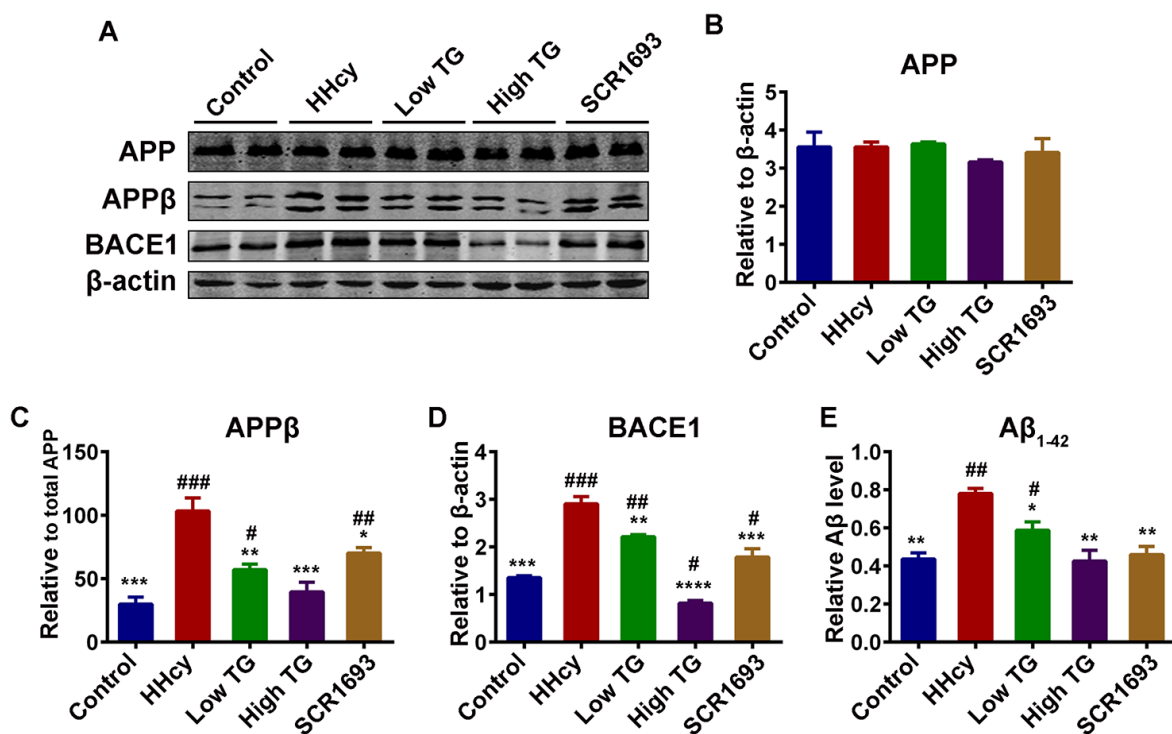 A
Control
HHcy
Low TG
High TG
SCR1693
APP
APPβ
BACE1
β-actin
B
APP
Relative to β-actin
5
4
3
2
1
0
Control
HHcy
Low TG
High TG
SCR1693
C
APPβ
Relative to total APP
150
100
50
0
***
###
#
**
***
##
*
Control
HHcy
Low TG
High TG
SCR1693
D
BACE1
Relative to β-actin
4
3
2
1
0
***
###
##
**
#
****
#
***
Control
HHcy
Low TG
High TG
SCR1693
E
Aβ1-42
Relative Aβ level
1.0
0.8
0.6
0.4
0.2
0.0
**
##
#
*
**
**
Control
HHcy
Low TG
High TG
SCR1693